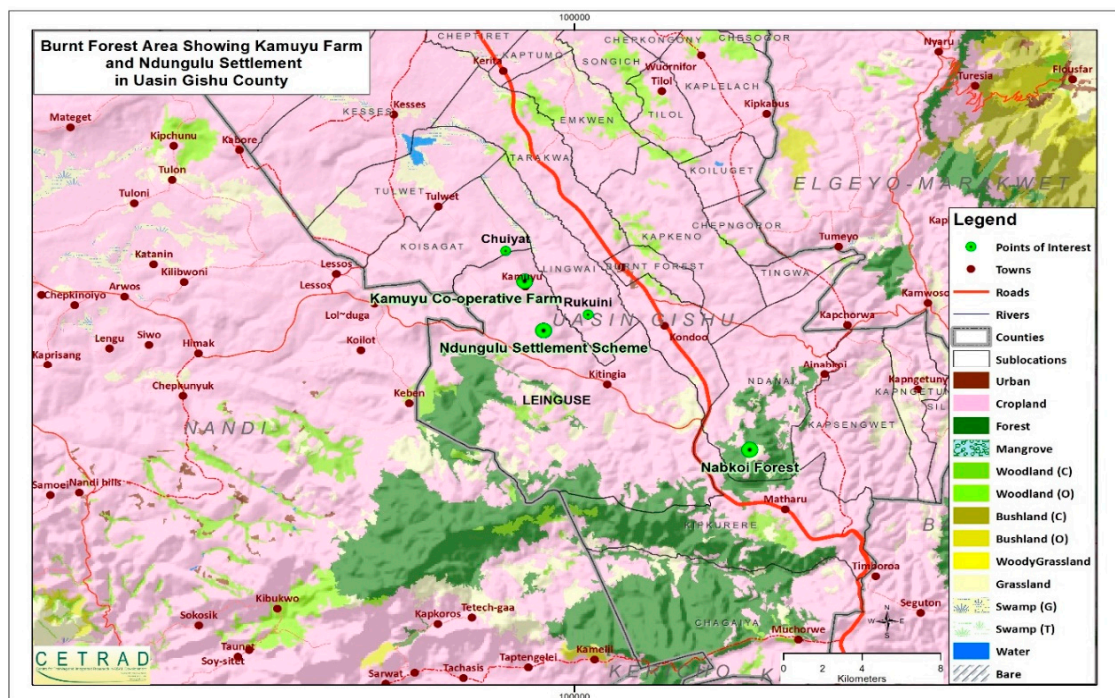 100000
Burnt Forest Area Showing Kamuyu Farm
and Ndungulu Settlement
in Uasin Gishu County
CHEPTIRET
KAPTUMO
CHEPKONGONY
CHEBOSOR
Nyaru
Kerita
SONGICH
Wuornifor
Tilol
KAPLELACH
Turesia
Flousfar
Kesses
KESSES
Kipkabus
Mateget
EMKWEN
TILOL
Kipchunu
Kabore
TARAKWA
Tulon
KOILUGET
ELGEYO-MARAKWET
Tuloni
TULWET
Tulwet
CHEPNGOROR
Legend
KOISAGAT
Chuiyat
KAPKENO
Tumeyo
Points of Interest
Katanin
Kilibwoni
Lessos
Lessos
Kamuyu
LINGWAI
BURNT FOREST
TINGWA
Towns
Arwos
Chepkinoiyo
Kamuyu Co-operative Farm
Rukuini
Kamwoso
Roads
Lol~duga
UASIN GISHU
Kapchorwa
Rivers
Siwo
Lengu
Himak
Koilot
Ndungulu Settlement Scheme
Kondoo
Counties
Kaprisang
Sublocations
Kitingia
NDANAI
Ainabkoi
Kapngetuny
Urban
Chepkunyuk
Keben
LEINGUSE
KAPSENGWET
Cropland
NANDI
Forest
Nabkoi Forest
Mangrove
Samoei
Nandi hills
Woodland (C)
Matharu
Woodland (O)
KIPKURERE
Bushland (C)
Bushland (O)
Timboroa
WoodyGrassland
Kibukwo
Grassland
Sokosik
Kapkoros
Tetech-gaa
Seguton
N
W
E
S
Swamp (G)
CHAGAIYA
Swamp (T)
Taunet
Soy-sitet
Muchorwe
Water
CETRAD
Sarwat
Tachasis
Taptengelei
Kamelil
0 2 4 8
Kilometers
Bare
100000